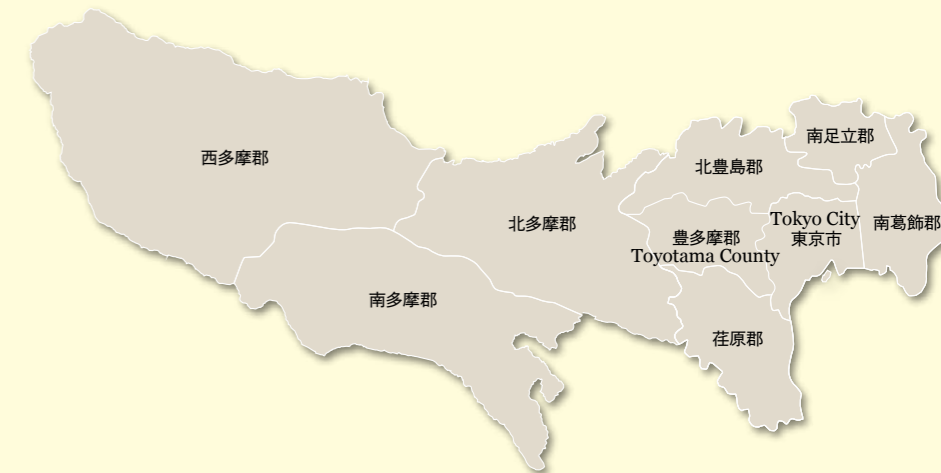 南足立郡
西多摩郡
北豊島郡
Tokyo City
東京市
南葛飾郡
北多摩郡
豊多摩郡
Toyotama County
南多摩郡
荏原郡